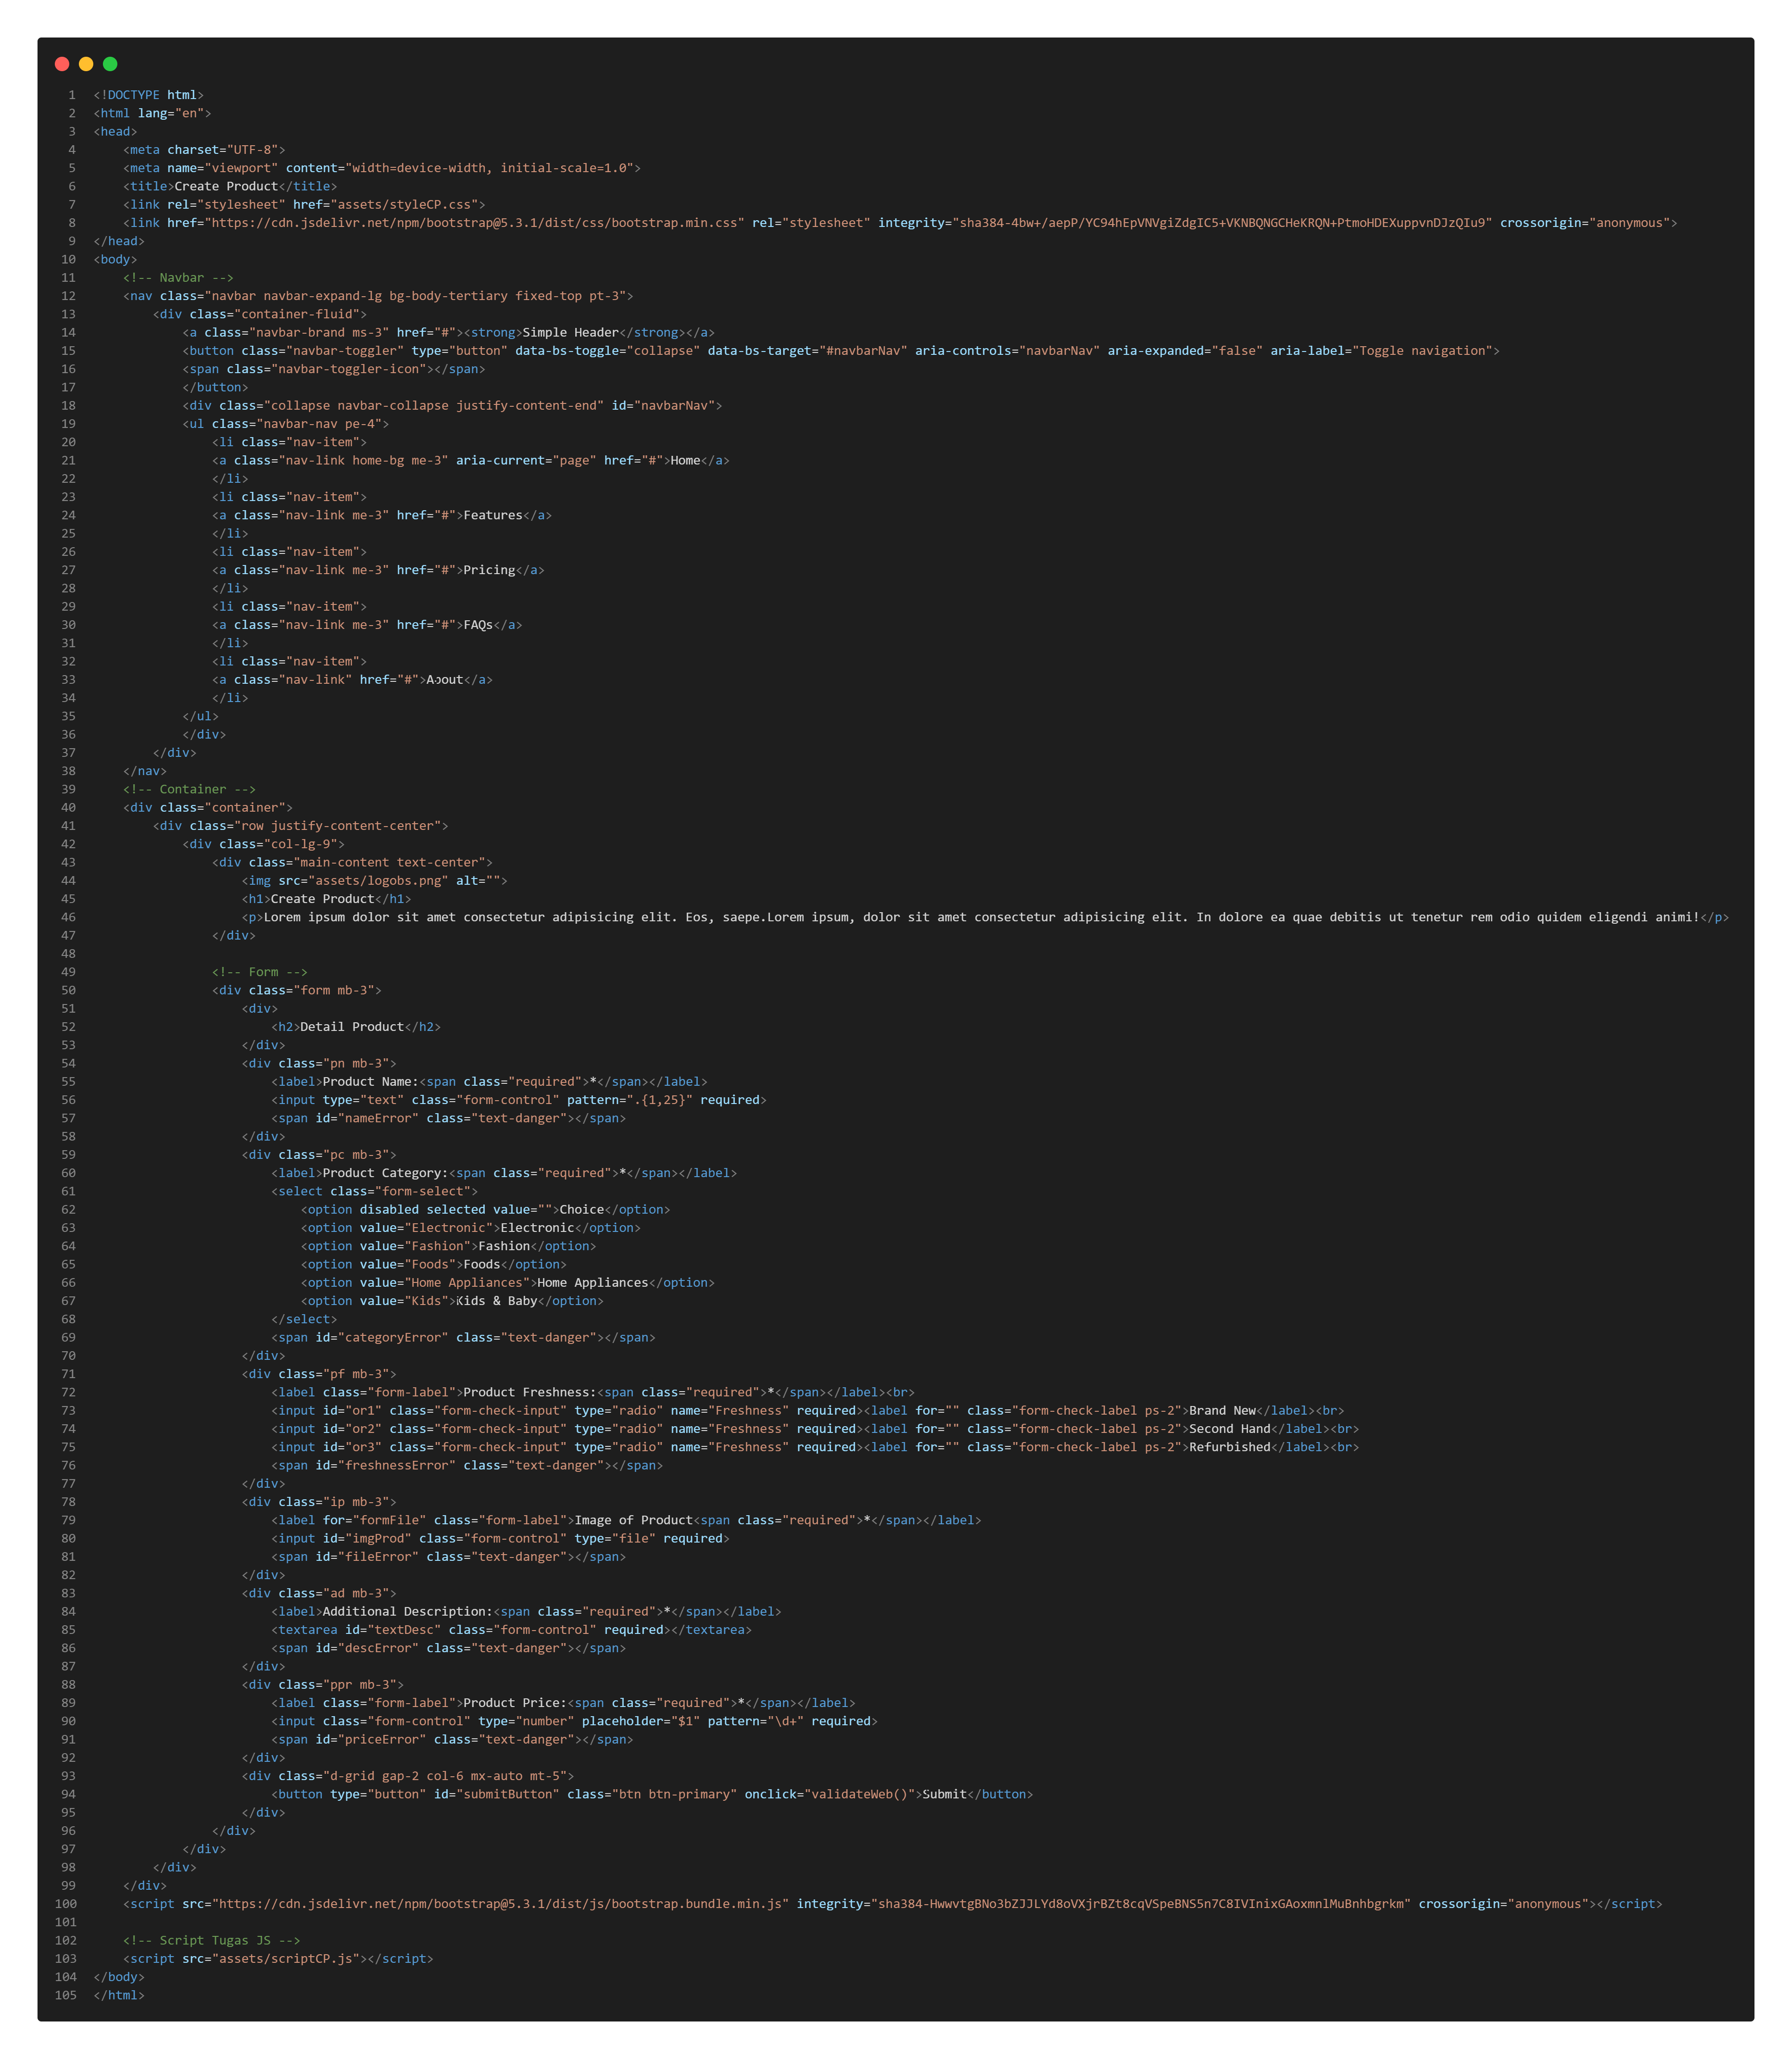 1 <!DOCTYPE html>
2 <html lang="en">
3 <head>
4     <meta charset="UTF-8">
5     <meta name="viewport" content="width=device-width, initial-scale=1.0">
6     <title>Create Product</title>
7     <link rel="stylesheet" href="assets/styleCP.css">
8     <link href="https://cdn.jsdelivr.net/npm/bootstrap@5.3.1/dist/css/bootstrap.min.css" rel="stylesheet" integrity="sha384-4bw+/aepP/YC94hEpVNVgiZdgIC5+VKNBQNGCHeKRQN+PtmoHDEXuppvnDJzQIu9" crossorigin="anonymous">
9 </head>
10 <body>
11     <!-- Navbar -->
12     <nav class="navbar navbar-expand-lg bg-body-tertiary fixed-top pt-3">
13         <div class="container-fluid">
14             <a class="navbar-brand ms-3" href="#"><strong>Simple Header</strong></a>
15             <button class="navbar-toggler" type="button" data-bs-toggle="collapse" data-bs-target="#navbarNav" aria-controls="navbarNav" aria-expanded="false" aria-label="Toggle navigation">
16             <span class="navbar-toggler-icon"></span>
17             </button>
18             <div class="collapse navbar-collapse justify-content-end" id="navbarNav">
19             <ul class="navbar-nav pe-4">
20                 <li class="nav-item">
21                 <a class="nav-link home-bg me-3" aria-current="page" href="#">Home</a>
22                 </li>
23                 <li class="nav-item">
24                 <a class="nav-link me-3" href="#">Features</a>
25                 </li>
26                 <li class="nav-item">
27                 <a class="nav-link me-3" href="#">Pricing</a>
28                 </li>
29                 <li class="nav-item">
30                 <a class="nav-link me-3" href="#">FAQs</a>
31                 </li>
32                 <li class="nav-item">
33                 <a class="nav-link" href="#">About</a>
34                 </li>
35             </ul>
36             </div>
37         </div>
38     </nav>
39     <!-- Container -->
40     <div class="container">
41         <div class="row justify-content-center">
42             <div class="col-lg-9">
43                 <div class="main-content text-center">
44                     <img src="assets/logobs.png" alt="">
45                     <h1>Create Product</h1>
46                     <p>Lorem ipsum dolor sit amet consectetur adipisicing elit. Eos, saepe.Lorem ipsum, dolor sit amet consectetur adipisicing elit. In dolore ea quae debitis ut tenetur rem odio quidem eligendi animi!</p>
47                 </div>
48
49                 <!-- Form -->
50                 <div class="form mb-3">
51                     <div>
52                         <h2>Detail Product</h2>
53                     </div>
54                     <div class="pn mb-3">
55                         <label>Product Name:<span class="required">*</span></label>
56                         <input type="text" class="form-control" pattern=".{1,25}" required>
57                         <span id="nameError" class="text-danger"></span>
58                     </div>
59                     <div class="pc mb-3">
60                         <label>Product Category:<span class="required">*</span></label>
61                         <select class="form-select">
62                             <option disabled selected value="">Choice</option>
63                             <option value="Electronic">Electronic</option>
64                             <option value="Fashion">Fashion</option>
65                             <option value="Foods">Foods</option>
66                             <option value="Home Appliances">Home Appliances</option>
67                             <option value="Kids">Kids & Baby</option>
68                         </select>
69                         <span id="categoryError" class="text-danger"></span>
70                     </div>
71                     <div class="pf mb-3">
72                         <label class="form-label">Product Freshness:<span class="required">*</span></label><br>
73                         <input id="or1" class="form-check-input" type="radio" name="Freshness" required><label for="" class="form-check-label ps-2">Brand New</label><br>
74                         <input id="or2" class="form-check-input" type="radio" name="Freshness" required><label for="" class="form-check-label ps-2">Second Hand</label><br>
75                         <input id="or3" class="form-check-input" type="radio" name="Freshness" required><label for="" class="form-check-label ps-2">Refurbished</label><br>
76                         <span id="freshnessError" class="text-danger"></span>
77                     </div>
78                     <div class="ip mb-3">
79                         <label for="formFile" class="form-label">Image of Product<span class="required">*</span></label>
80                         <input id="imgProd" class="form-control" type="file" required>
81                         <span id="fileError" class="text-danger"></span>
82                     </div>
83                     <div class="ad mb-3">
84                         <label>Additional Description:<span class="required">*</span></label>
85                         <textarea id="textDesc" class="form-control" required></textarea>
86                         <span id="descError" class="text-danger"></span>
87                     </div>
88                     <div class="ppr mb-3">
89                         <label class="form-label">Product Price:<span class="required">*</span></label>
90                         <input class="form-control" type="number" placeholder="$1" pattern="\d+" required>
91                         <span id="priceError" class="text-danger"></span>
92                     </div>
93                     <div class="d-grid gap-2 col-6 mx-auto mt-5">
94                         <button type="button" id="submitButton" class="btn btn-primary" onclick="validateWeb()">Submit</button>
95                     </div>
96                 </div>
97             </div>
98         </div>
99     </div>
100     <script src="https://cdn.jsdelivr.net/npm/bootstrap@5.3.1/dist/js/bootstrap.bundle.min.js" integrity="sha384-HwwvtgBNo3bZJJLYd8oVXjrBZt8cqVSpeBNS5n7C8IVInixGAoxmnlMuBnhbgrkm" crossorigin="anonymous"></script>
101
102     <!-- Script Tugas JS -->
103     <script src="assets/scriptCP.js"></script>
104 </body>
105 </html>